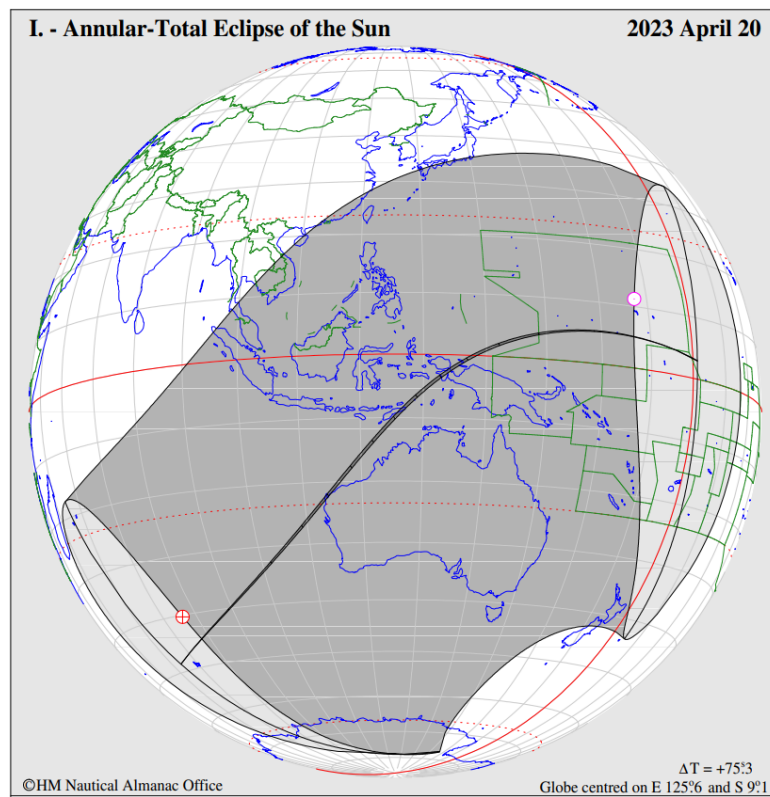 I. - Annular-Total Eclipse of the Sun
2023 April 20
ΔT = +75ˢ.3
©HM Nautical Almanac Office
Globe centred on E 125°.6 and S 9°.1